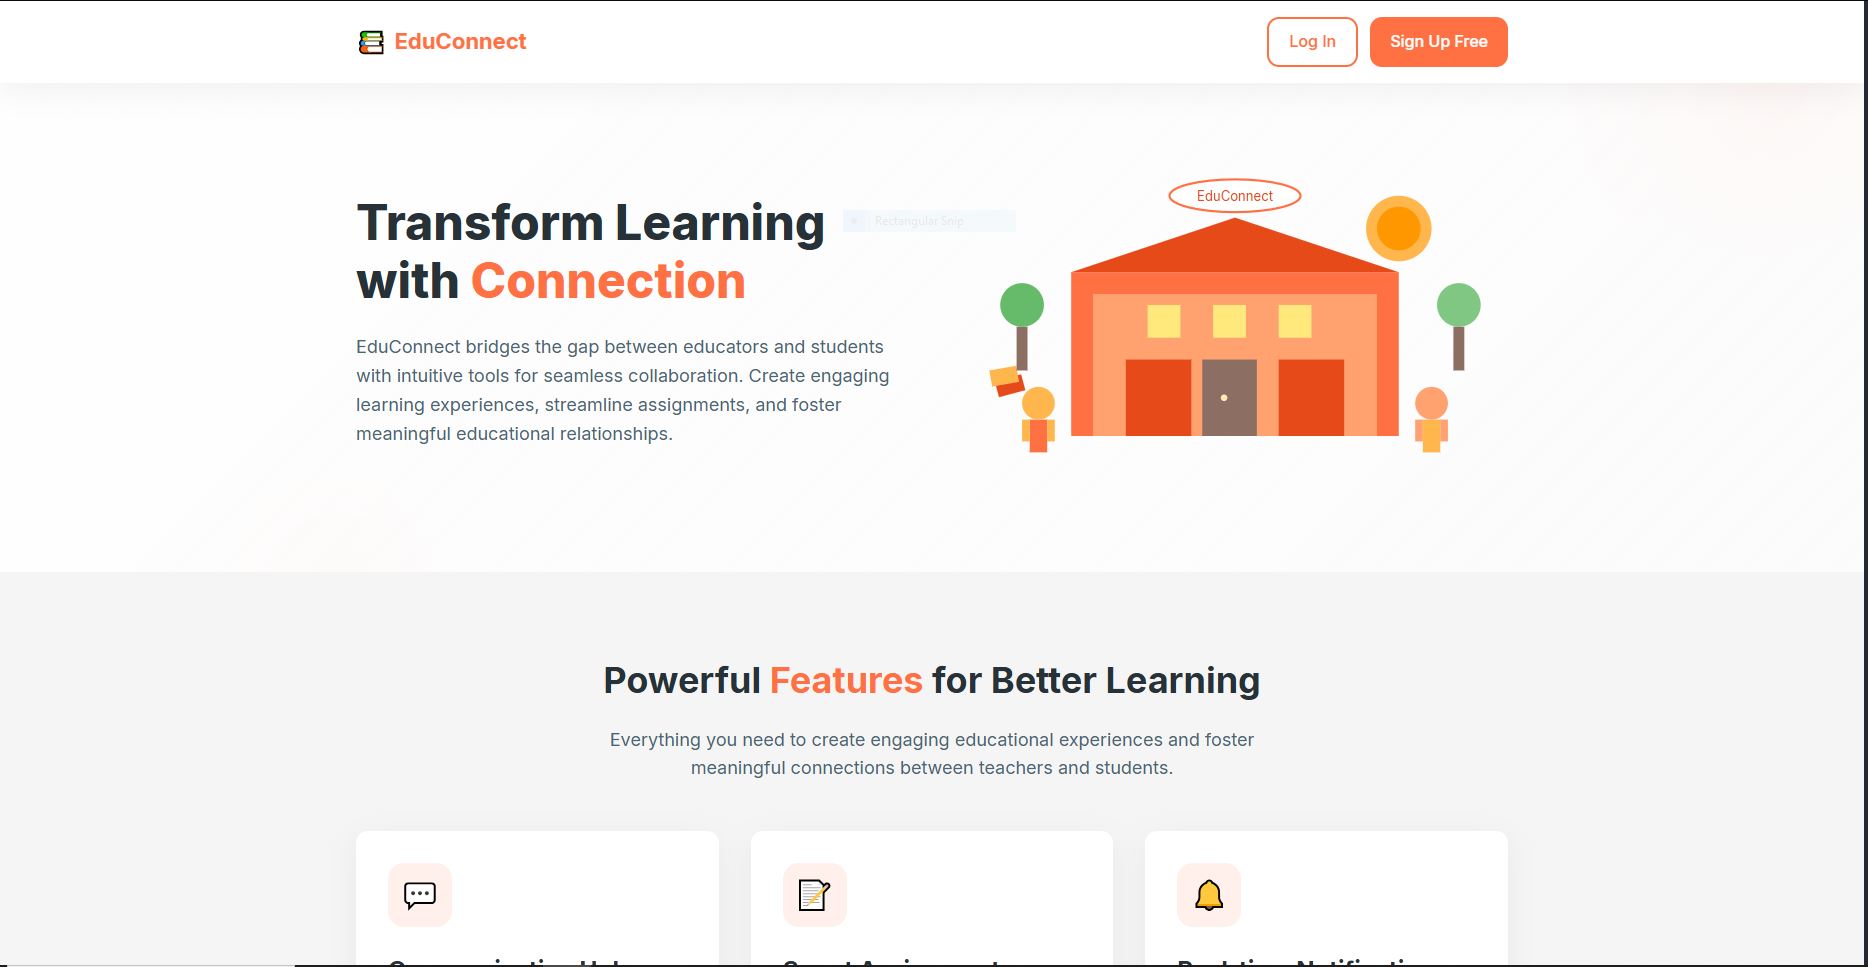 EduConnect
Log In
Sign Up Free
Transform Learning
with Connection
Rectangular Snip
EduConnect bridges the gap between educators and students
with intuitive tools for seamless collaboration. Create engaging
learning experiences, streamline assignments, and foster
meaningful educational relationships.
EduConnect
Powerful Features for Better Learning
Everything you need to create engaging educational experiences and foster
meaningful connections between teachers and students.